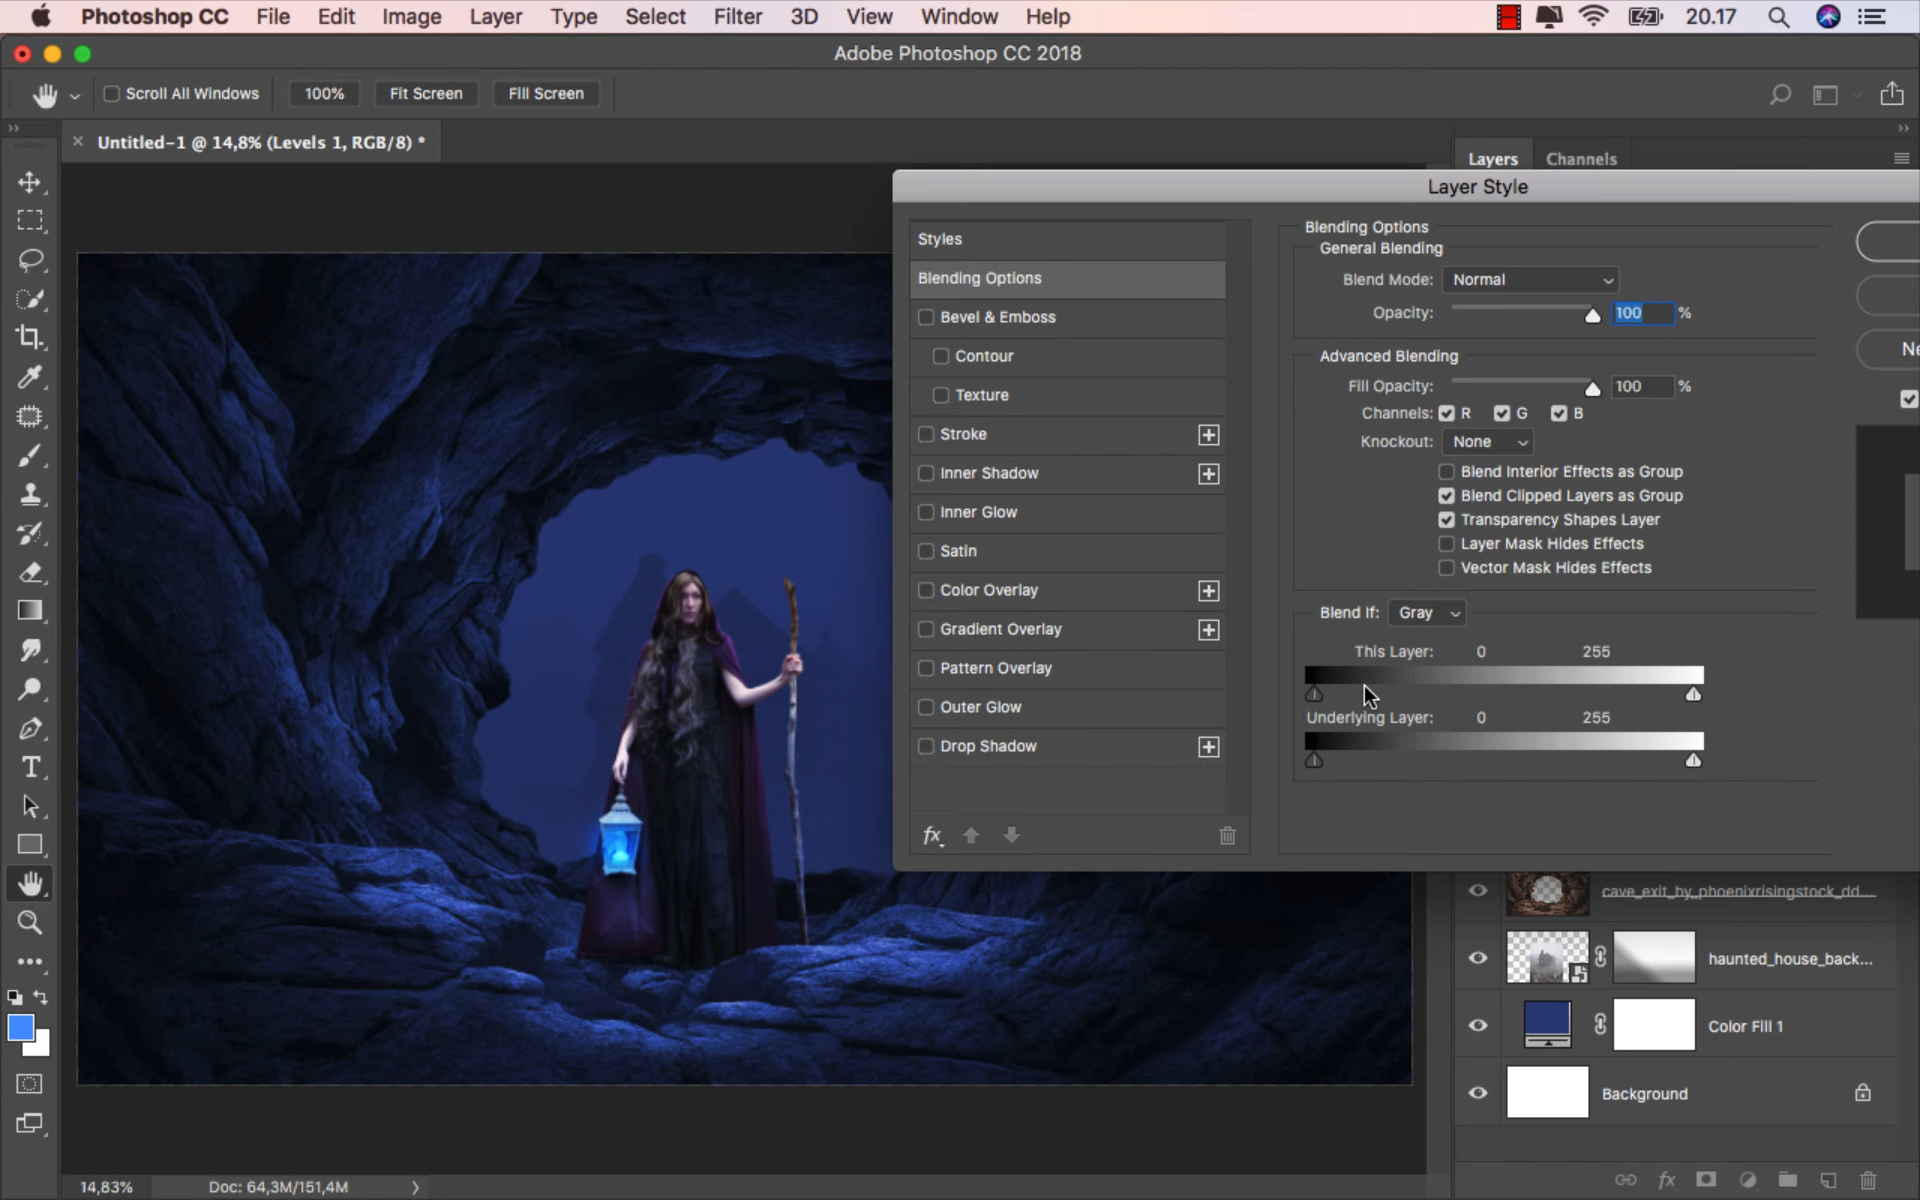 Photoshop CC File Edit Image Layer Type Select Filter 3D View Window Help 20.17
Adobe Photoshop CC 2018
Scroll All Windows 100% Fit Screen Fill Screen
Untitled-1 @ 14,8% (Levels 1, RGB/8) *
Layers Channels
Layer Style
Styles
Blending Options
Bevel & Emboss
Contour
Texture
Stroke
Inner Shadow
Inner Glow
Satin
Color Overlay
Gradient Overlay
Pattern Overlay
Outer Glow
Drop Shadow
fx
Blending Options
General Blending
Blend Mode: Normal
Opacity: 100 %
Advanced Blending
Fill Opacity: 100 %
Channels: R G B
Knockout: None
Blend Interior Effects as Group
Blend Clipped Layers as Group
Transparency Shapes Layer
Layer Mask Hides Effects
Vector Mask Hides Effects
Blend If: Gray
This Layer: 0 255
Underlying Layer: 0 255
Ne
cave_exit_by_phoenixrisingstock_dd...
haunted_house_back...
Color Fill 1
Background
fx
14,83% Doc: 64,3M/151,4M